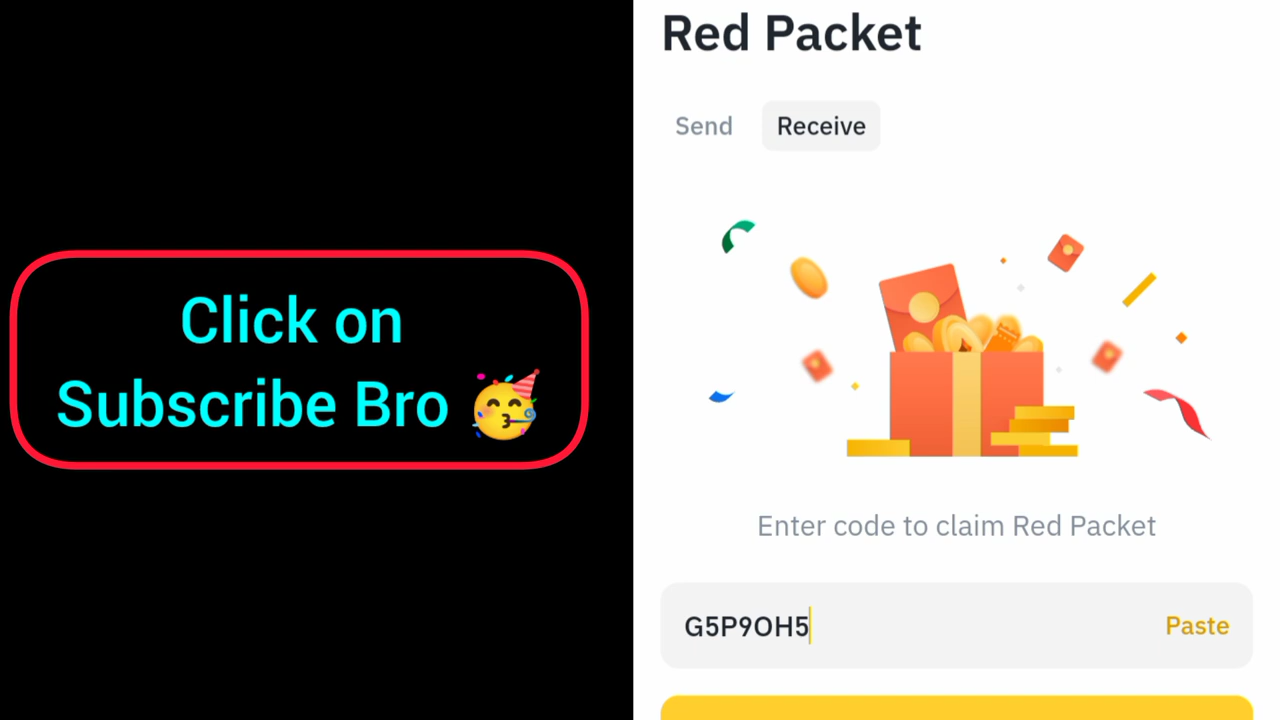 Click on
Subscribe Bro
Red Packet
Send
Receive
Enter code to claim Red Packet
G5P9OH5
Paste